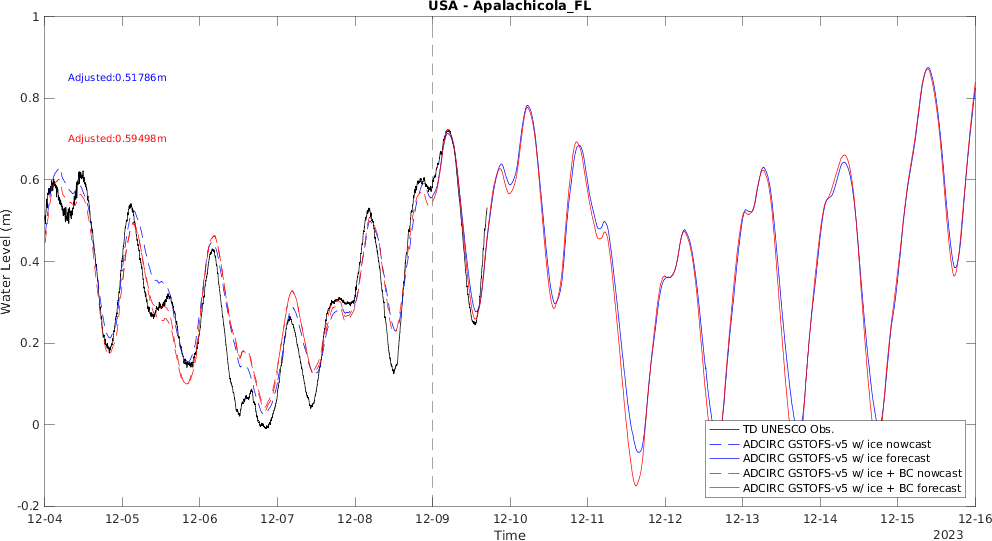 USA - Apalachicola_FL
1
0.8
0.6
0.4
0.2
0
-0.2
Water Level (m)
Adjusted:0.51786m
Adjusted:0.59498m
TD UNESCO Obs.
ADCIRC GSTOFS-v5 w/ ice nowcast
ADCIRC GSTOFS-v5 w/ ice forecast
ADCIRC GSTOFS-v5 w/ ice + BC nowcast
ADCIRC GSTOFS-v5 w/ ice + BC forecast
12-04 12-05 12-06 12-07 12-08 12-09 12-10 12-11 12-12 12-13 12-14 12-15 12-16
Time
2023